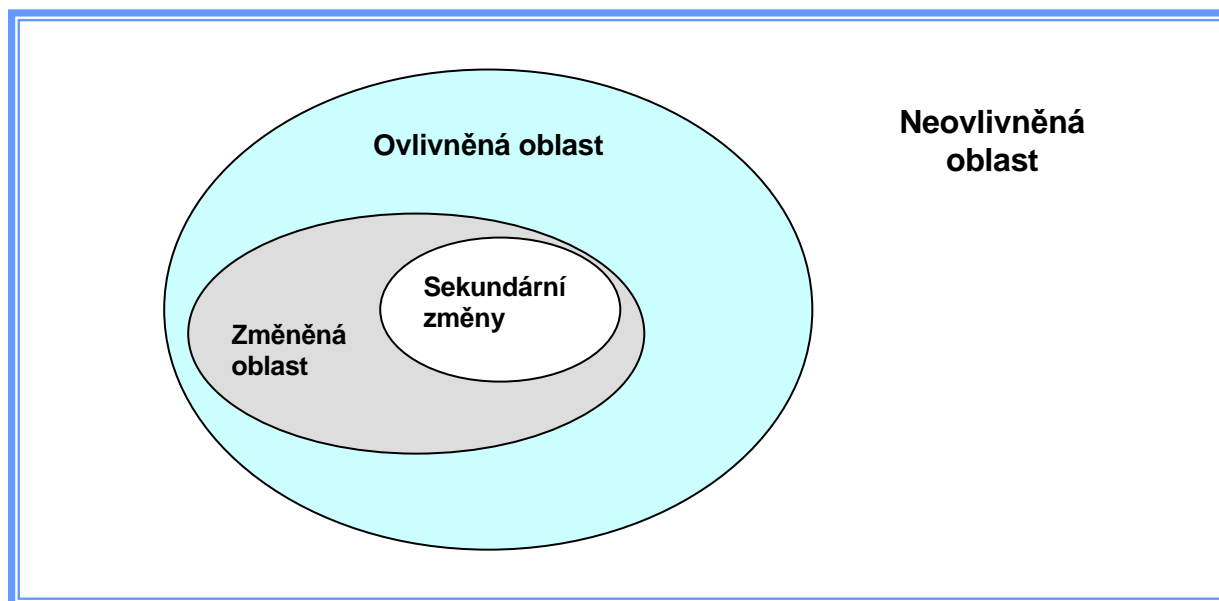 Ovlivněná oblast
Neovlivněná
oblast
Sekundární
změny
Změněná
oblast